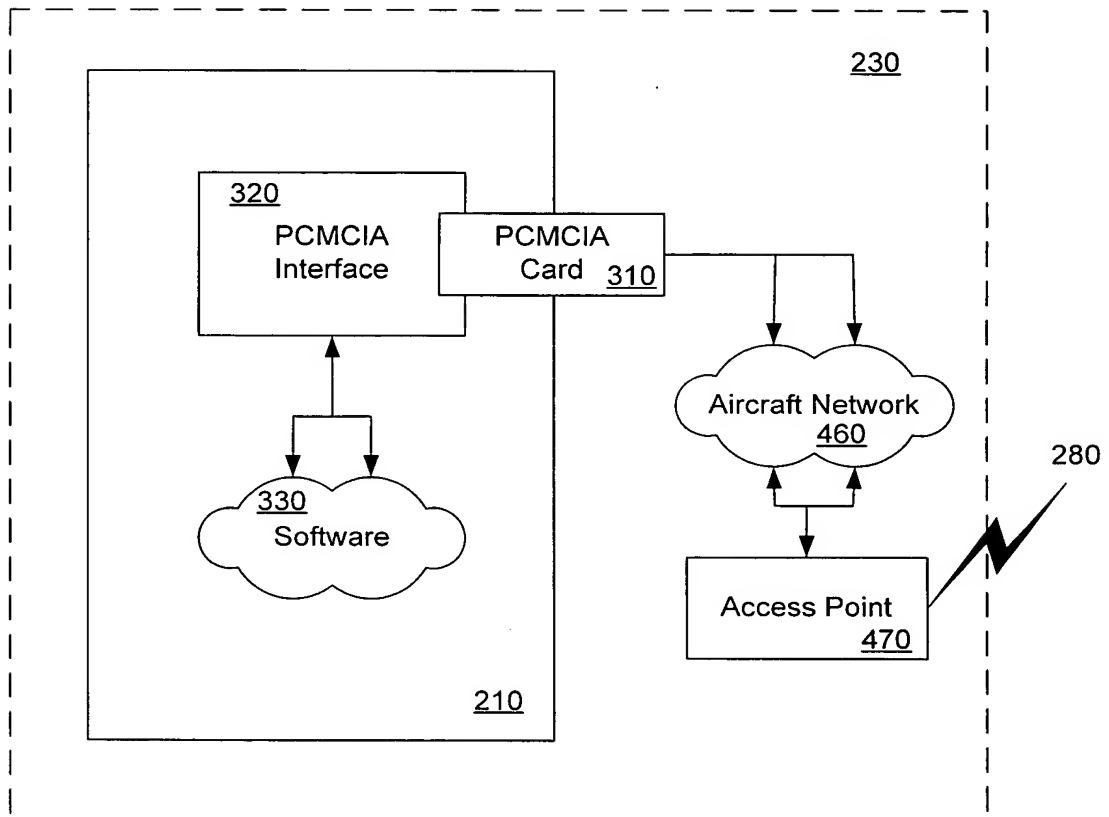 230
320
PCMCIA
Interface
PCMCIA
Card
310
Aircraft Network
460
280
330
Software
Access Point
470
210